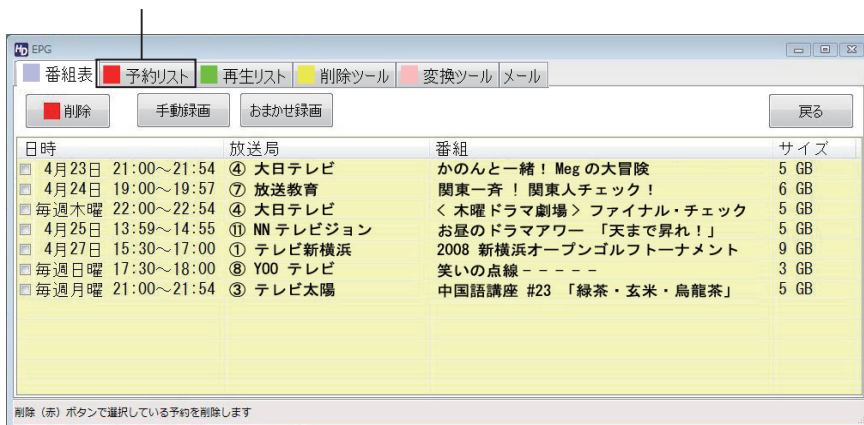 HD EPG
番組表 予約リスト 再生リスト 削除ツール 変換ツール メール
削除 手動録画 おまかせ録画 戻る
日時 放送局 番組 サイズ
4月23日 21:00～21:54 ④ 大日テレビ かのんと一緒！ Meg の大冒険 5 GB
4月24日 19:00～19:57 ⑦ 放送教育 関東一斉 ！ 関東人チェック！ 6 GB
毎週木曜 22:00～22:54 ④ 大日テレビ ＜ 木曜ドラマ劇場＞ ファイナル・チェック 5 GB
4月25日 13:59～14:55 ⑪ NN テレビジョン お昼のドラマアワー 「天まで昇れ！」 5 GB
4月27日 15:30～17:00 ① テレビ新横浜 2008 新横浜オープンゴルフトーナメント 9 GB
毎週日曜 17:30～18:00 ⑧ YOO テレビ 笑いの点線－－－－－ 3 GB
毎週月曜 21:00～21:54 ③ テレビ太陽 中国語講座 #23 「緑茶・玄米・烏龍茶」 5 GB
削除（赤）ボタンで選択している予約を削除します